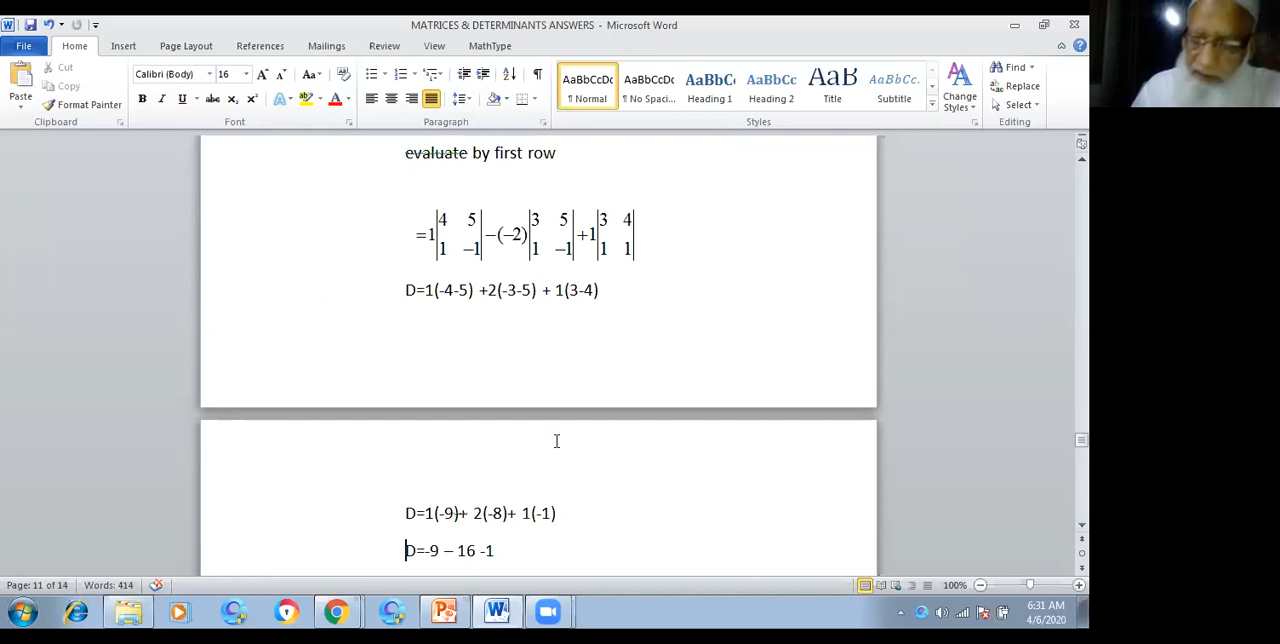 MATRICES & DETERMINANTS ANSWERS - Microsoft Word
File Home Insert Page Layout References Mailings Review View MathType
Paste
Cut
Copy
Format Painter
Calibri (Body) 16
B I U abc x₂ x²
AaBbCcDc AaBbCcDc AaBbC AaBbCc AaB AaBbCc.
¶ Normal ¶ No Spaci... Heading 1 Heading 2 Title Subtitle
Change Styles
Find
Replace
Select
Clipboard Font Paragraph Styles Editing
evaluate by first row
=1|4 5; 1 −1|−(−2)|3 5; 1 −1|+1|3 4; 1 1|
D=1(-4-5) +2(-3-5) + 1(3-4)
D=1(-9)+ 2(-8)+ 1(-1)
D=-9 – 16 -1
Page: 11 of 14 Words: 414 100%
6:31 AM
4/6/2020